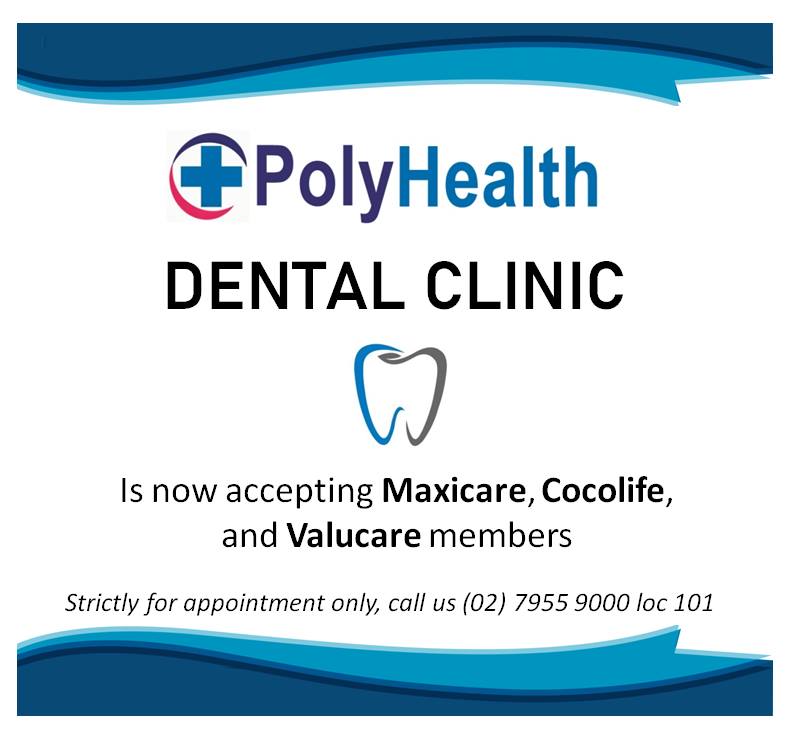 PolyHealth
DENTAL CLINIC
Is now accepting Maxicare, Cocolife,
and Valucare members
Strictly for appointment only, call us (02) 7955 9000 loc 101